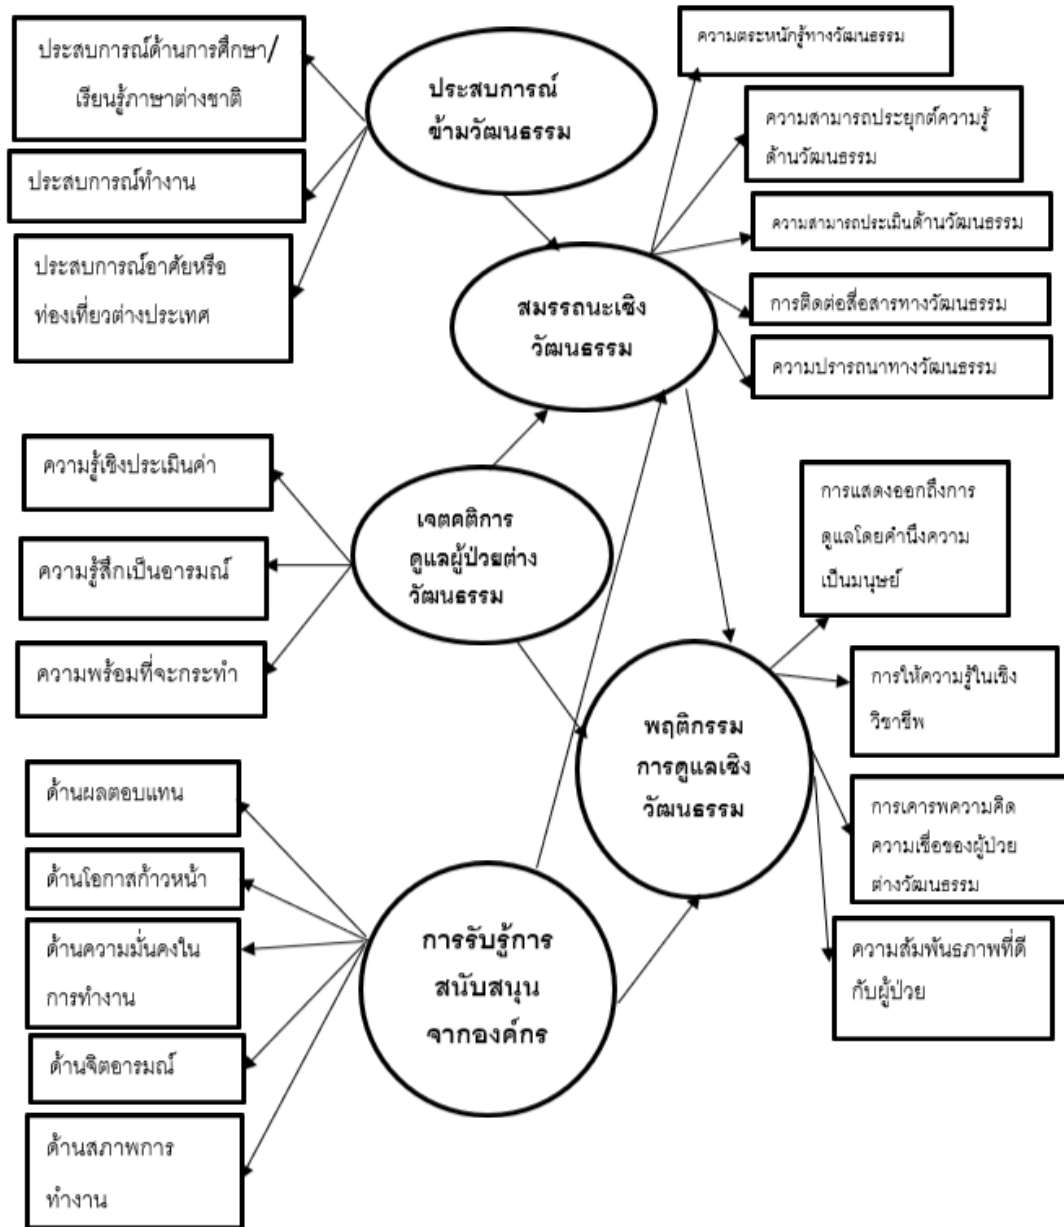 ประสบการณ์ด้านการศึกษา/
เรียนรู้ภาษาต่างชาติ
ประสบการณ์ทำงาน
ประสบการณ์อาศัยหรือ
ท่องเที่ยวต่างประเทศ
ประสบการณ์
ข้ามวัฒนธรรม
ความตระหนักรู้ทางวัฒนธรรม
ความสามารถประยุกต์ความรู้
ด้านวัฒนธรรม
ความสามารถประเมินด้านวัฒนธรรม
การติดต่อสื่อสารทางวัฒนธรรม
ความปรารถนาทางวัฒนธรรม
สมรรถนะเชิง
วัฒนธรรม
ความรู้เชิงประเมินค่า
ความรู้สึกเป็นอารมณ์
ความพร้อมที่จะกระทำ
เจตคติการ
ดูแลผู้ป่วยต่าง
วัฒนธรรม
การแสดงออกถึงการ
ดูแลโดยคำนึงความ
เป็นมนุษย์
การให้ความรู้ในเชิง
วิชาชีพ
การเคารพความคิด
ความเชื่อของผู้ป่วย
ต่างวัฒนธรรม
ความสัมพันธภาพที่ดี
กับผู้ป่วย
พฤติกรรม
การดูแลเชิง
วัฒนธรรม
ด้านผลตอบแทน
ด้านโอกาสก้าวหน้า
ด้านความมั่นคงใน
การทำงาน
ด้านจิตอารมณ์
ด้านสภาพการ
ทำงาน
การรับรู้การ
สนับสนุน
จากองค์กร